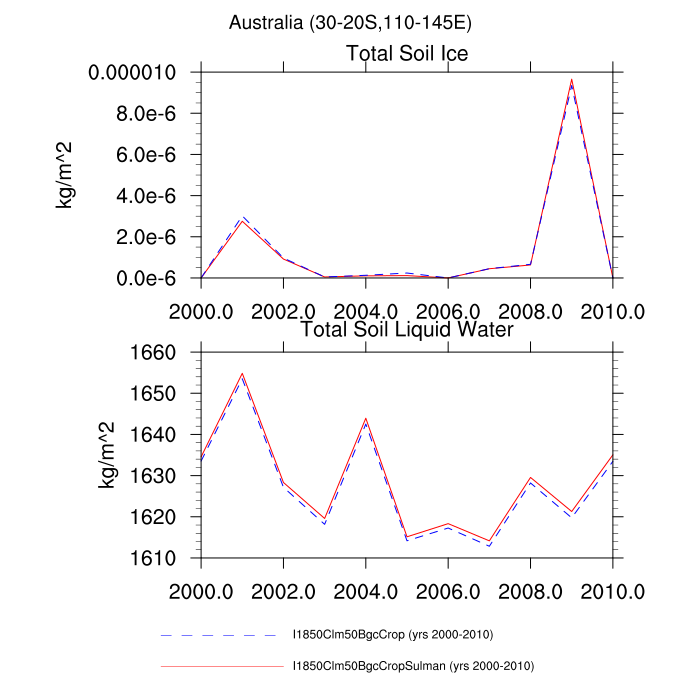 Australia (30-20S,110-145E)
Total Soil Ice
0.000010
8.0e-6
6.0e-6
4.0e-6
2.0e-6
0.0e-6
kg/m^2
2000.0 2002.0 2004.0 2006.0 2008.0 2010.0
Total Soil Liquid Water
1660
1650
1640
1630
1620
1610
kg/m^2
2000.0 2002.0 2004.0 2006.0 2008.0 2010.0
I1850Clm50BgcCrop (yrs 2000-2010)
I1850Clm50BgcCropSulman (yrs 2000-2010)